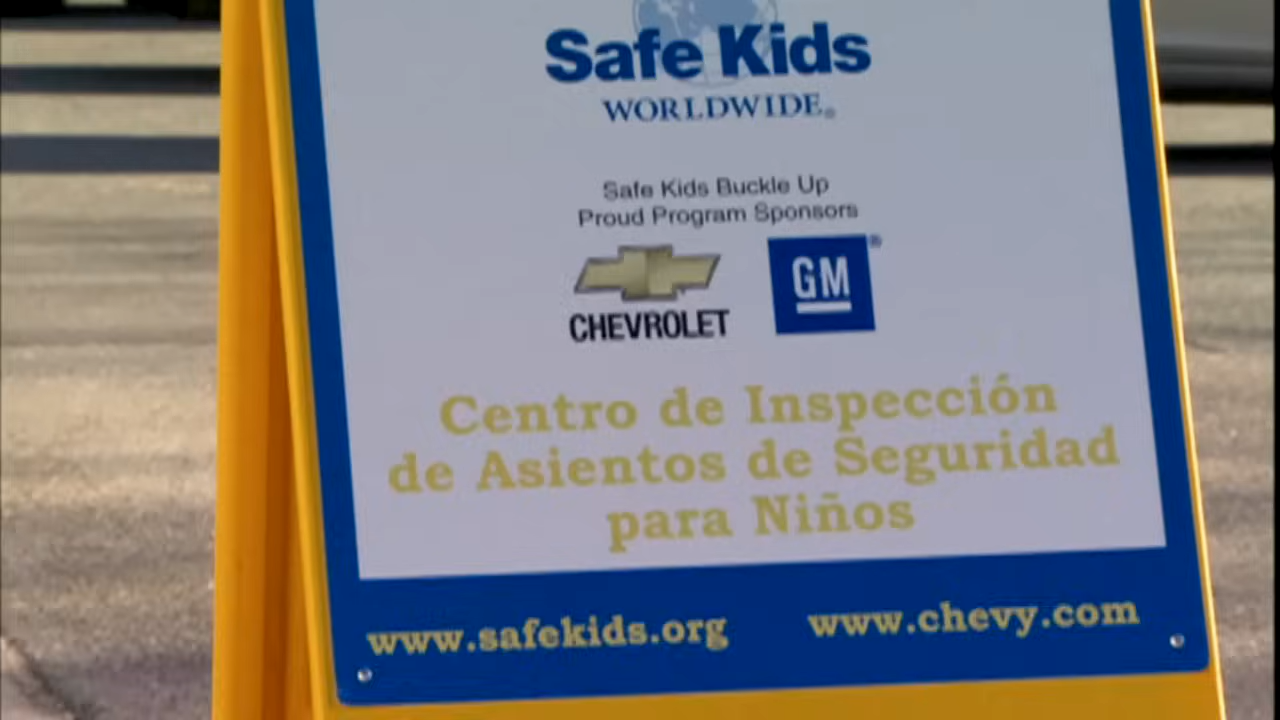 Safe Kids
WORLDWIDE®
Safe Kids Buckle Up
Proud Program Sponsors
CHEVROLET
GM®
Centro de Inspección
de Asientos de Seguridad
para Niños
www.safekids.org
www.chevy.com